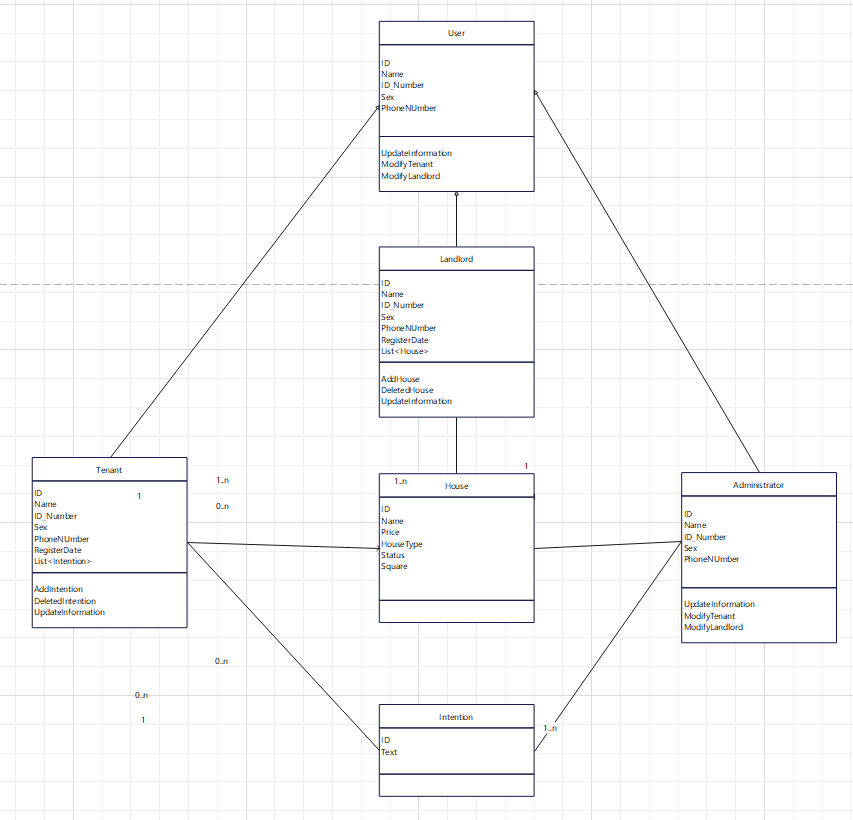 User
ID
Name
ID_Number
Sex
PhoneNUmber
UpdateInformation
ModifyTenant
ModifyLandlord
Landlord
ID
Name
ID_Number
Sex
PhoneNUmber
RegisterDate
List<House>
AddHouse
DeletedHouse
UpdateInformation
Tenant
1
ID
Name
ID_Number
Sex
PhoneNUmber
RegisterDate
List<Intention>
AddIntention
DeletedIntention
UpdateInformation
1..n
0..n
1..n
1
House
ID
Name
Price
HouseType
Status
Square
Administrator
ID
Name
ID_Number
Sex
PhoneNUmber
UpdateInformation
ModifyTenant
ModifyLandlord
0..n
0..n
1
Intention
ID
Text
1..n